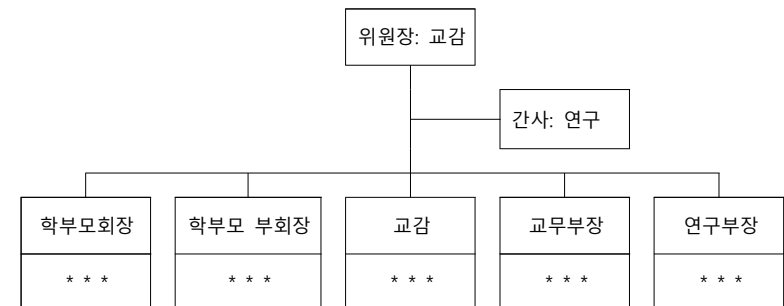 위원장: 교감
간사: 연구
학부모회장 학부모 부회장 교감 교무부장 연구부장
* * * * * * * * * * * * * * *